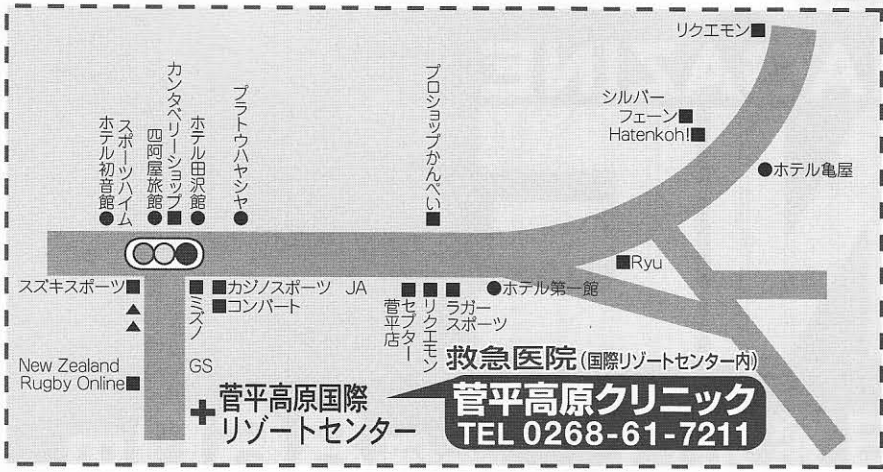 リクエモン
シルバー
フェーン
Hatenkoh!
ホテル亀屋
スポーツハイム
ホテル初音館
四阿屋旅館
カンタベリーショップ
ホテル田沢館
プラトウハヤシヤ
プロショップかんぺい
Ryu
スズキスポーツ
ミズノ
カジノスポーツ
コンバート
JA
セプター
菅平店
リクエモン
ラガー
スポーツ
ホテル第一館
New Zealand
Rugby Online
GS
菅平高原国際
リゾートセンター
救急医院(国際リゾートセンター内)
菅平高原クリニック
TEL 0268-61-7211